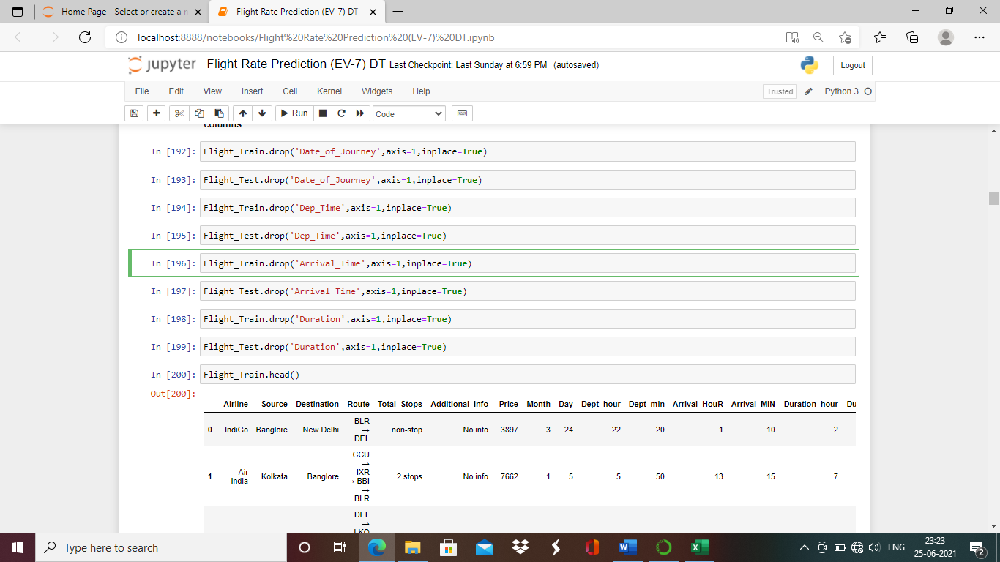 Home Page - Select or create a n
Flight Rate Prediction (EV-7) DT -
localhost:8888/notebooks/Flight%20Rate%20Prediction%20(EV-7)%20DT.ipynb
jupyter Flight Rate Prediction (EV-7) DT Last Checkpoint: Last Sunday at 6:59 PM (autosaved)
Logout
File Edit View Insert Cell Kernel Widgets Help
Trusted
Python 3
Run
Code
columns
In [192]: Flight_Train.drop('Date_of_Journey',axis=1,inplace=True)
In [193]: Flight_Test.drop('Date_of_Journey',axis=1,inplace=True)
In [194]: Flight_Train.drop('Dep_Time',axis=1,inplace=True)
In [195]: Flight_Test.drop('Dep_Time',axis=1,inplace=True)
In [196]: Flight_Train.drop('Arrival_Time',axis=1,inplace=True)
In [197]: Flight_Test.drop('Arrival_Time',axis=1,inplace=True)
In [198]: Flight_Train.drop('Duration',axis=1,inplace=True)
In [199]: Flight_Test.drop('Duration',axis=1,inplace=True)
In [200]: Flight_Train.head()
Out[200]:
Airline Source Destination Route Total_Stops Additional_Info Price Month Day Dept_hour Dept_min Arrival_HouR Arrival_MiN Duration_hour Du
0 IndiGo Banglore New Delhi BLR → DEL non-stop No info 3897 3 24 22 20 1 10 2
1 Air India Kolkata Banglore CCU → IXR → BBI → BLR 2 stops No info 7662 1 5 5 50 13 15 7
DEL
→
LKO
Type here to search
ENG
23:23
25-06-2021
2